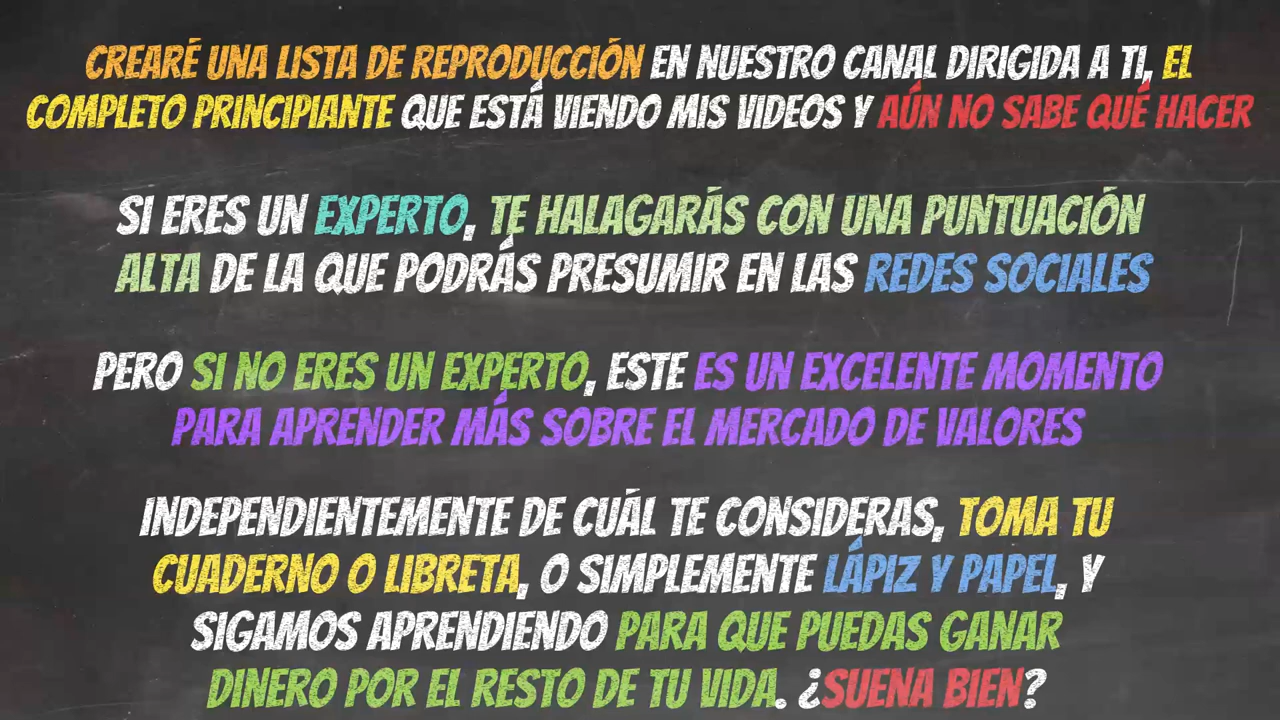 CREARÉ UNA LISTA DE REPRODUCCIÓN EN NUESTRO CANAL DIRIGIDA A TI, EL
COMPLETO PRINCIPIANTE QUE ESTÁ VIENDO MIS VIDEOS Y AÚN NO SABE QUÉ HACER
SI ERES UN EXPERTO, TE HALAGARÁS CON UNA PUNTUACIÓN
ALTA DE LA QUE PODRÁS PRESUMIR EN LAS REDES SOCIALES
PERO SI NO ERES UN EXPERTO, ESTE ES UN EXCELENTE MOMENTO
PARA APRENDER MÁS SOBRE EL MERCADO DE VALORES
INDEPENDIENTEMENTE DE CUÁL TE CONSIDERAS, TOMA TU
CUADERNO O LIBRETA, O SIMPLEMENTE LÁPIZ Y PAPEL, Y
SIGAMOS APRENDIENDO PARA QUE PUEDAS GANAR
DINERO POR EL RESTO DE TU VIDA. ¿SUENA BIEN?